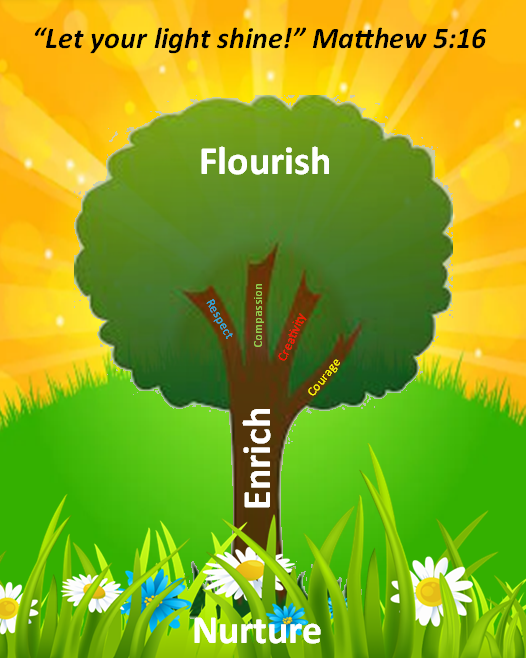 “Let your light shine!” Matthew 5:16
Flourish
Respect
Compassion
Creativity
Courage
Enrich
Nurture